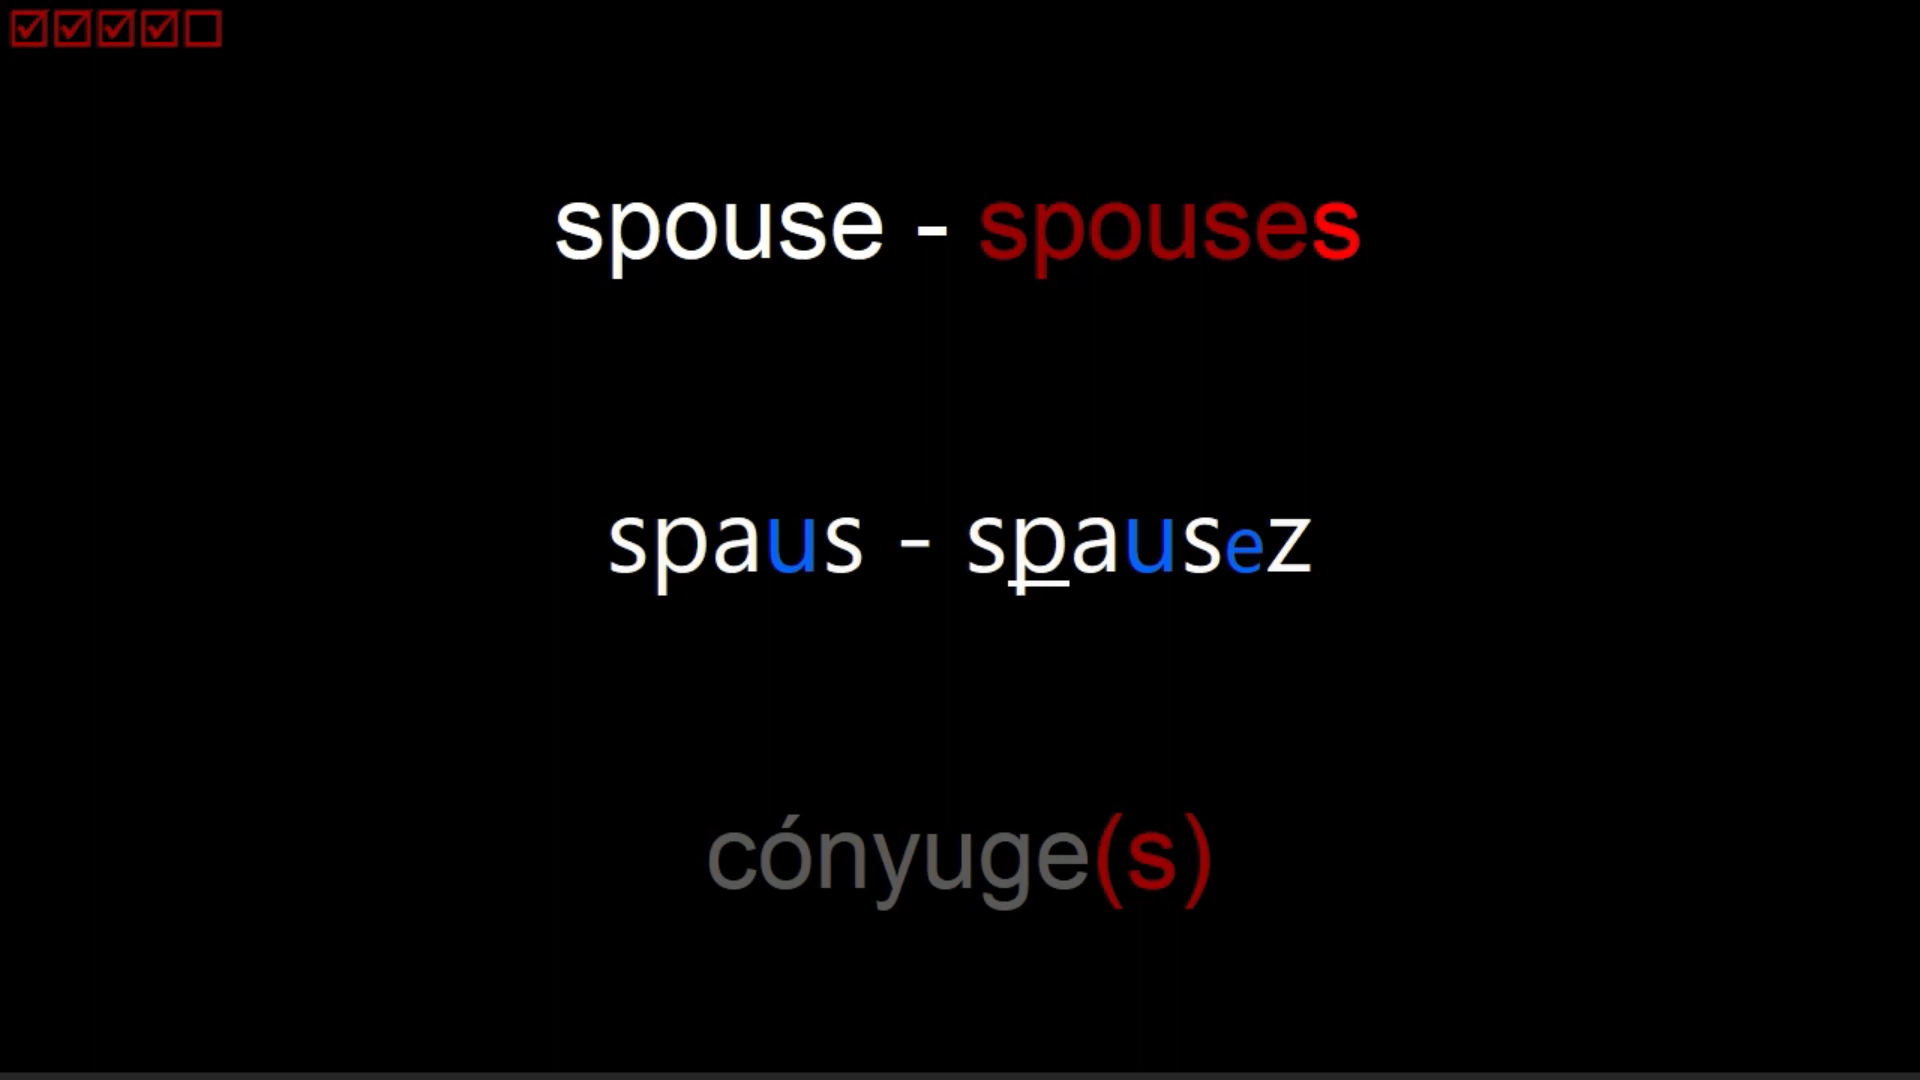 ☑☑☑☑☐
spouse - spouses
spaus - spausez
cónyuge(s)